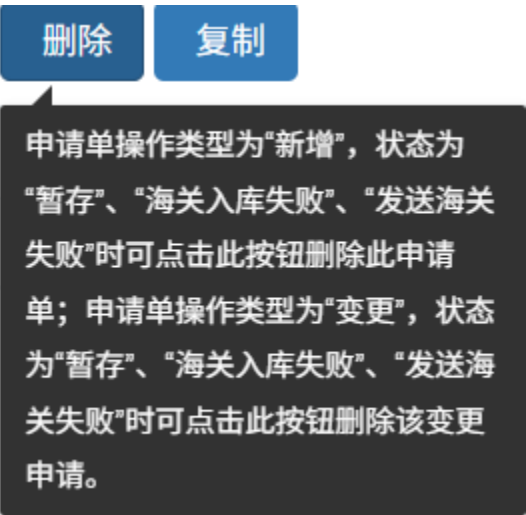 删除 复制
申请单操作类型为“新增”，状态为
“暂存”、“海关入库失败”、“发送海关
失败”时可点击此按钮删除此申请
单；申请单操作类型为“变更”，状态
为“暂存”、“海关入库失败”、“发送海
关失败”时可点击此按钮删除该变更
申请。